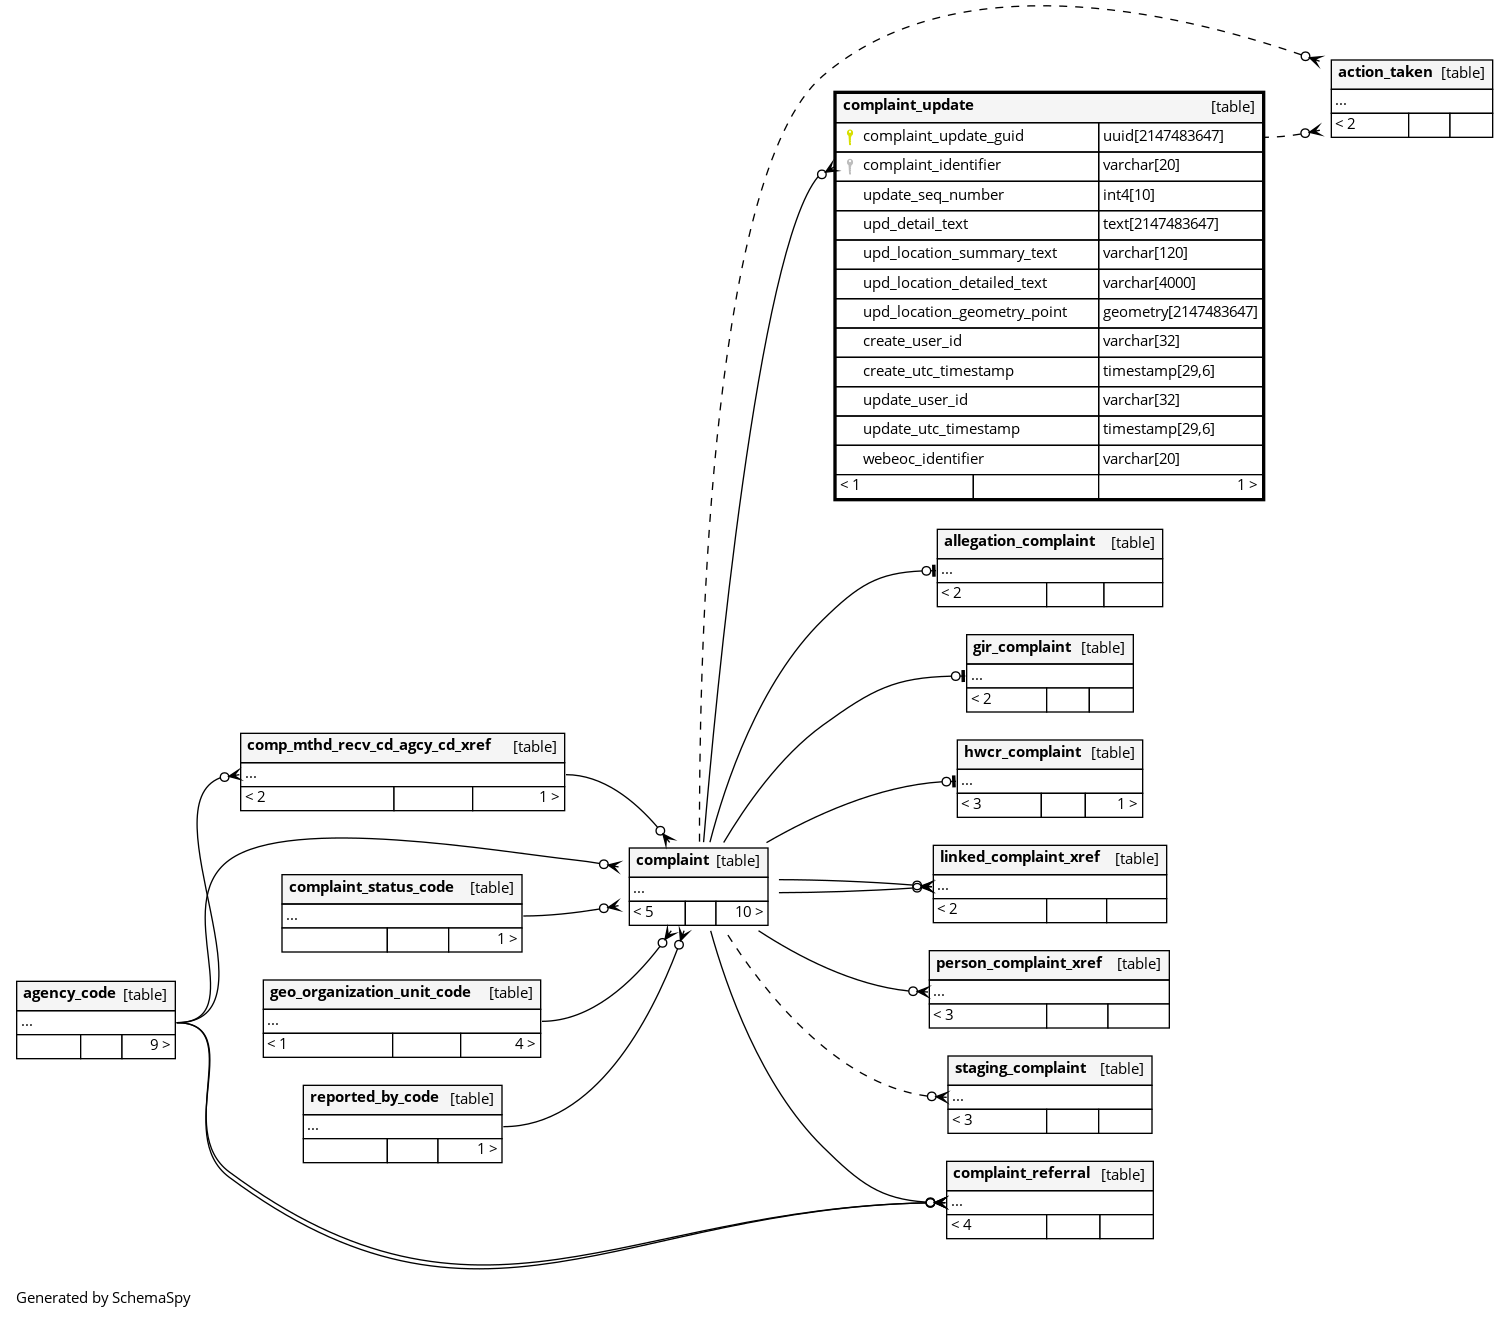 action_taken [table]
...
< 2
complaint_update [table]
complaint_update_guid uuid[2147483647]
complaint_identifier varchar[20]
update_seq_number int4[10]
upd_detail_text text[2147483647]
upd_location_summary_text varchar[120]
upd_location_detailed_text varchar[4000]
upd_location_geometry_point geometry[2147483647]
create_user_id varchar[32]
create_utc_timestamp timestamp[29,6]
update_user_id varchar[32]
update_utc_timestamp timestamp[29,6]
webeoc_identifier varchar[20]
< 1 1 >
allegation_complaint [table]
...
< 2
gir_complaint [table]
...
< 2
comp_mthd_recv_cd_agcy_cd_xref [table]
...
< 2 1 >
hwcr_complaint [table]
...
< 3 1 >
complaint [table]
...
< 5 10 >
linked_complaint_xref [table]
...
< 2
complaint_status_code [table]
...
1 >
person_complaint_xref [table]
...
< 3
agency_code [table]
...
9 >
geo_organization_unit_code [table]
...
< 1 4 >
staging_complaint [table]
...
< 3
reported_by_code [table]
...
1 >
complaint_referral [table]
...
< 4
Generated by SchemaSpy